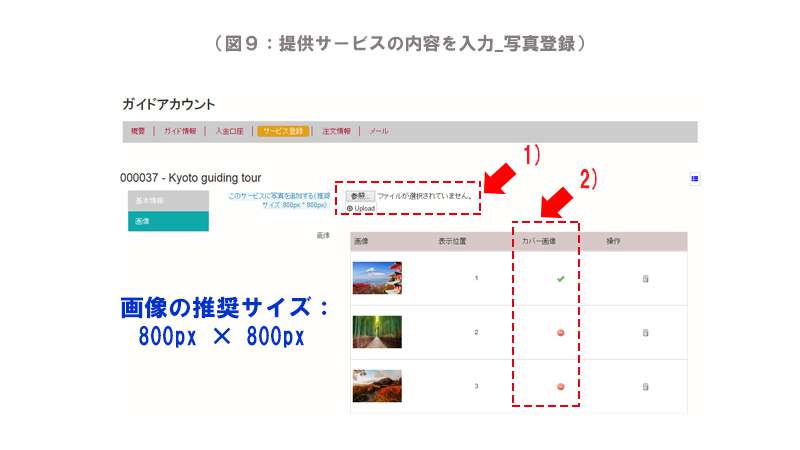 （図９：提供サービスの内容を入力_写真登録）
ガイドアカウント
概要 | ガイド情報 | 入金口座 | サービス登録 | 注文情報 | メール
1)
2)
000037 - Kyoto guiding tour
基本情報
画像
このサービスに写真を追加する(推奨
サイズ 800px * 800px)
参照... ファイルが選択されていません。
Upload
画像
画像 表示位置 カバー画像 操作
1
2
3
画像の推奨サイズ：
800px × 800px